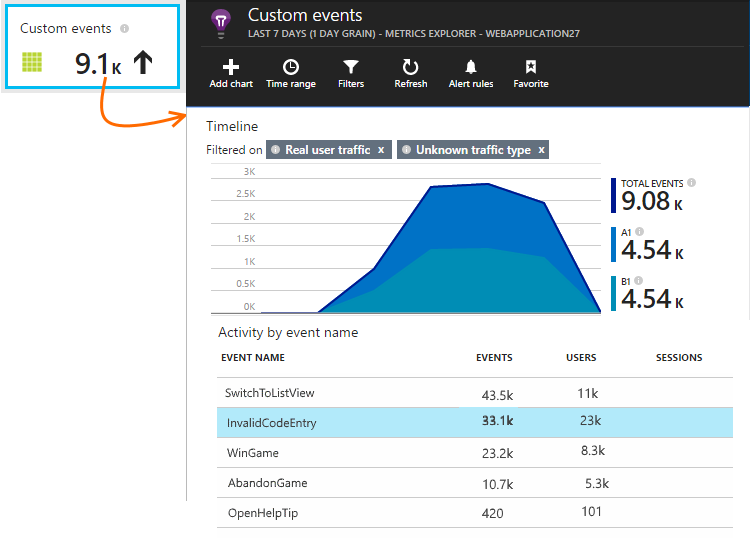 Custom events
9.1 K
Custom events
LAST 7 DAYS (1 DAY GRAIN) - METRICS EXPLORER - WEBAPPLICATION27
Add chart Time range Filters Refresh Alert rules Favorite
Timeline
Filtered on Real user traffic x Unknown traffic type x
3K
2.5K
2K
1.5K
1K
0.5K
0K
TOTAL EVENTS
9.08 K
A1
4.54 K
B1
4.54 K
Activity by event name
EVENT NAME EVENTS USERS SESSIONS
SwitchToListView 43.5k 11k
InvalidCodeEntry 33.1k 23k
WinGame 23.2k 8.3k
AbandonGame 10.7k 5.3k
OpenHelpTip 420 101